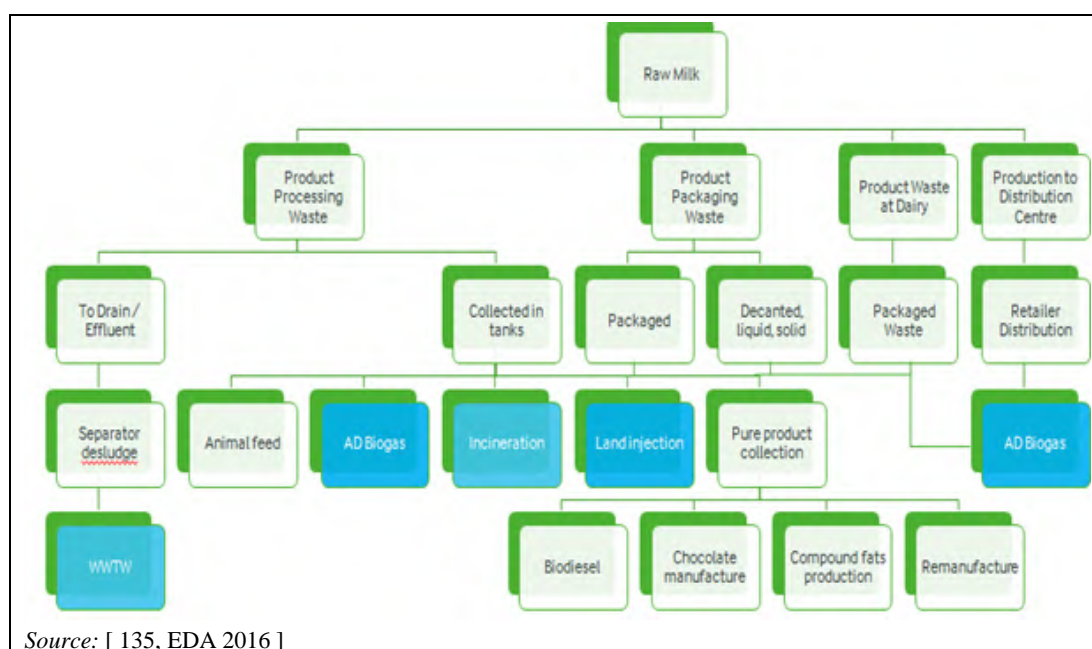 Raw Milk
Product
Processing
Waste
Product
Packaging
Waste
Product Waste
at Dairy
Production to
Distribution
Centre
To Drain /
Effluent
Collected in
tanks
Packaged
Decanted,
liquid, solid
Packaged
Waste
Retailer
Distribution
Separator
desludge
Animal feed
AD Biogas
Incineration
Land injection
Pure product
collection
AD Biogas
WWTW
Biodiesel
Chocolate
manufacture
Compound fats
production
Remanufacture
Source: [ 135, EDA 2016 ]